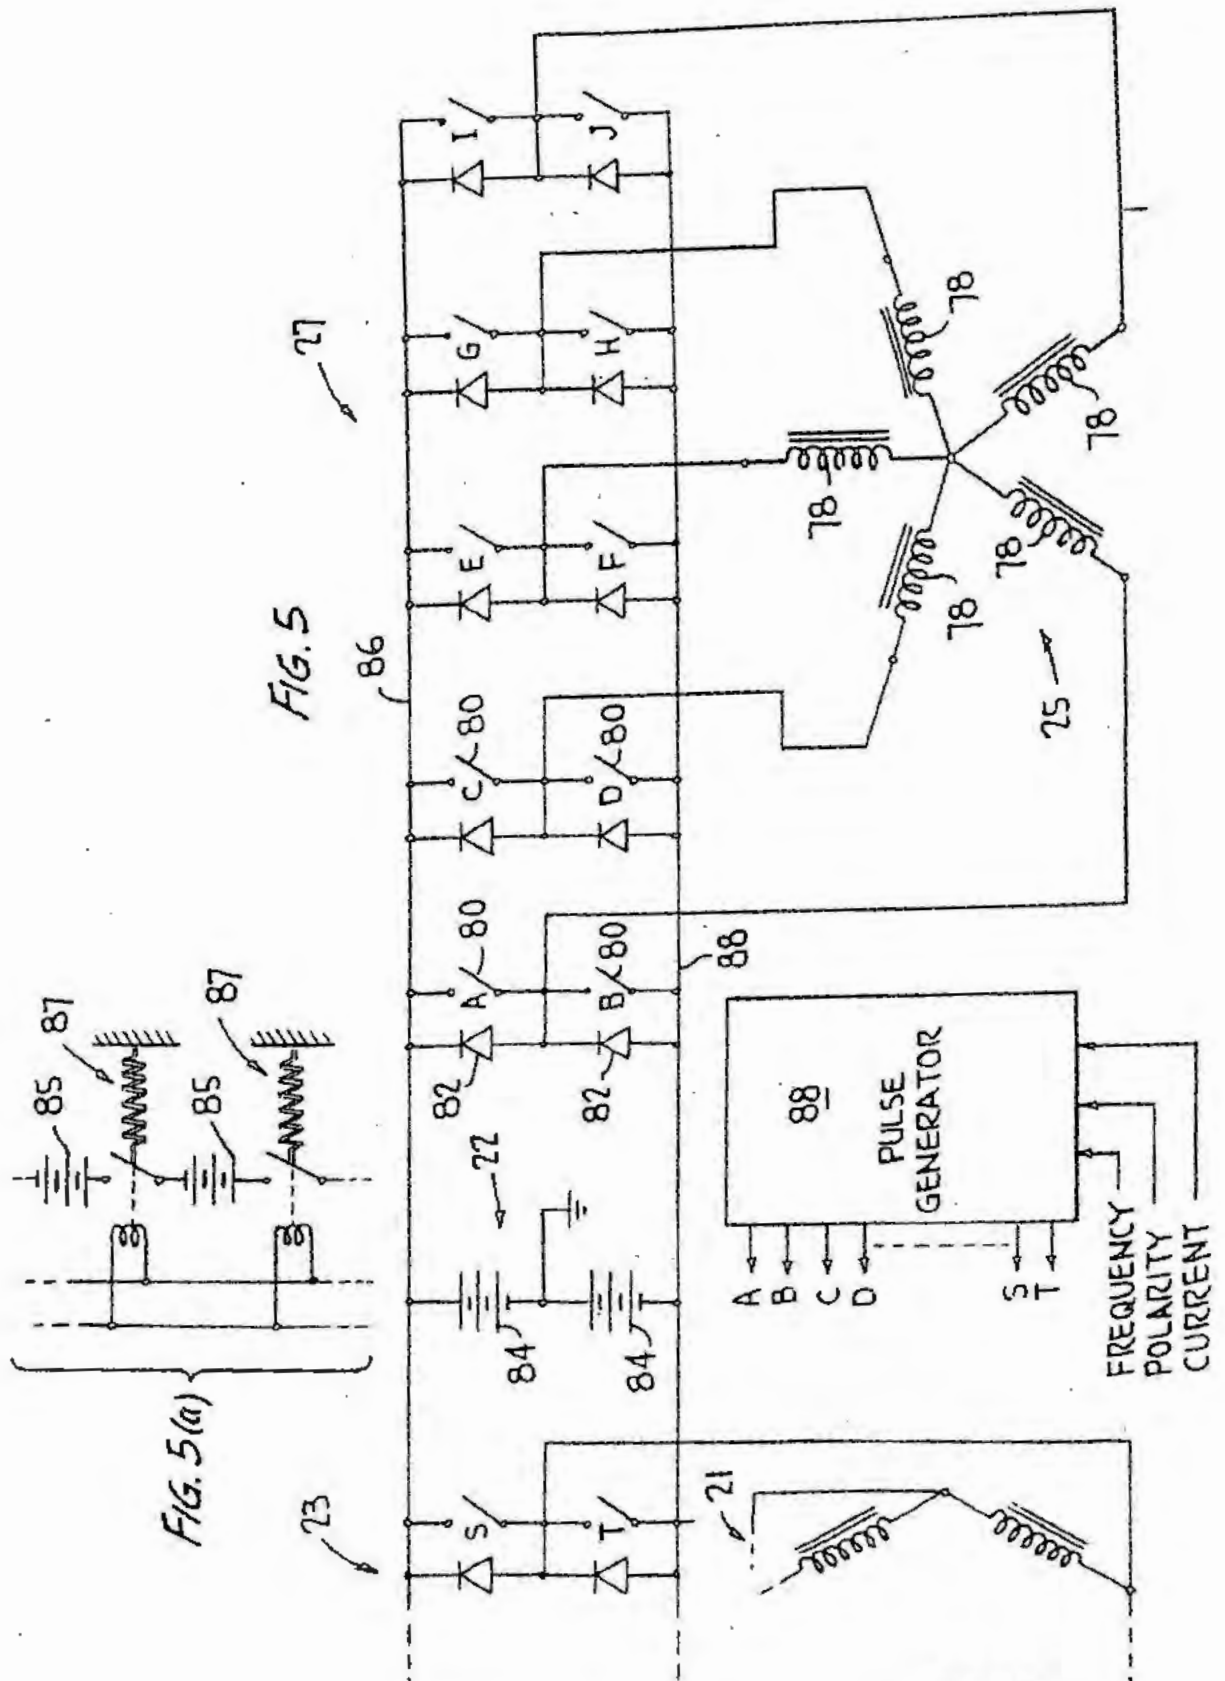 FIG. 5
27
I
J
G
H
E
F
86
C
80
D
80
A
80
B
80
88
82
82
78
78
78
78
78
25
87
87
85
85
22
84
84
FIG. 5(a)
88
PULSE
GENERATOR
A
B
C
D
S
T
FREQUENCY
POLARITY
CURRENT
23
S
T
21